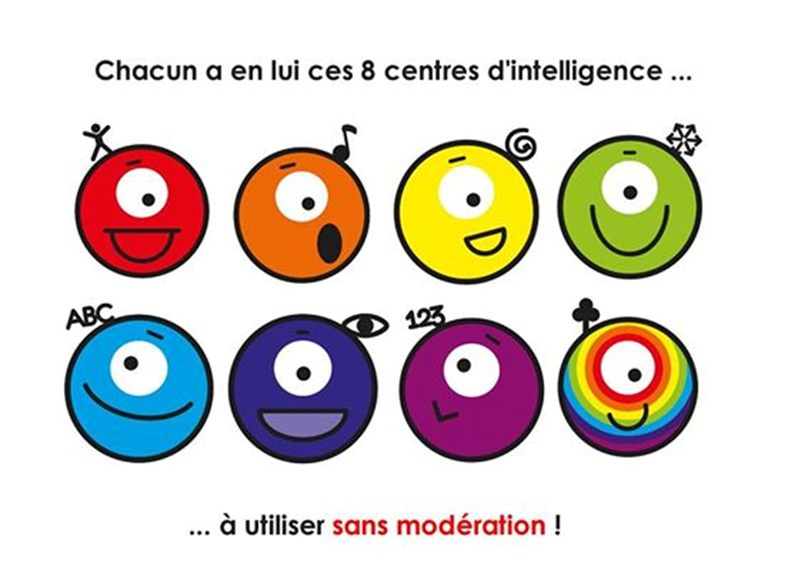 Chacun a en lui ces 8 centres d'intelligence ...
ABC 123
... à utiliser sans modération !